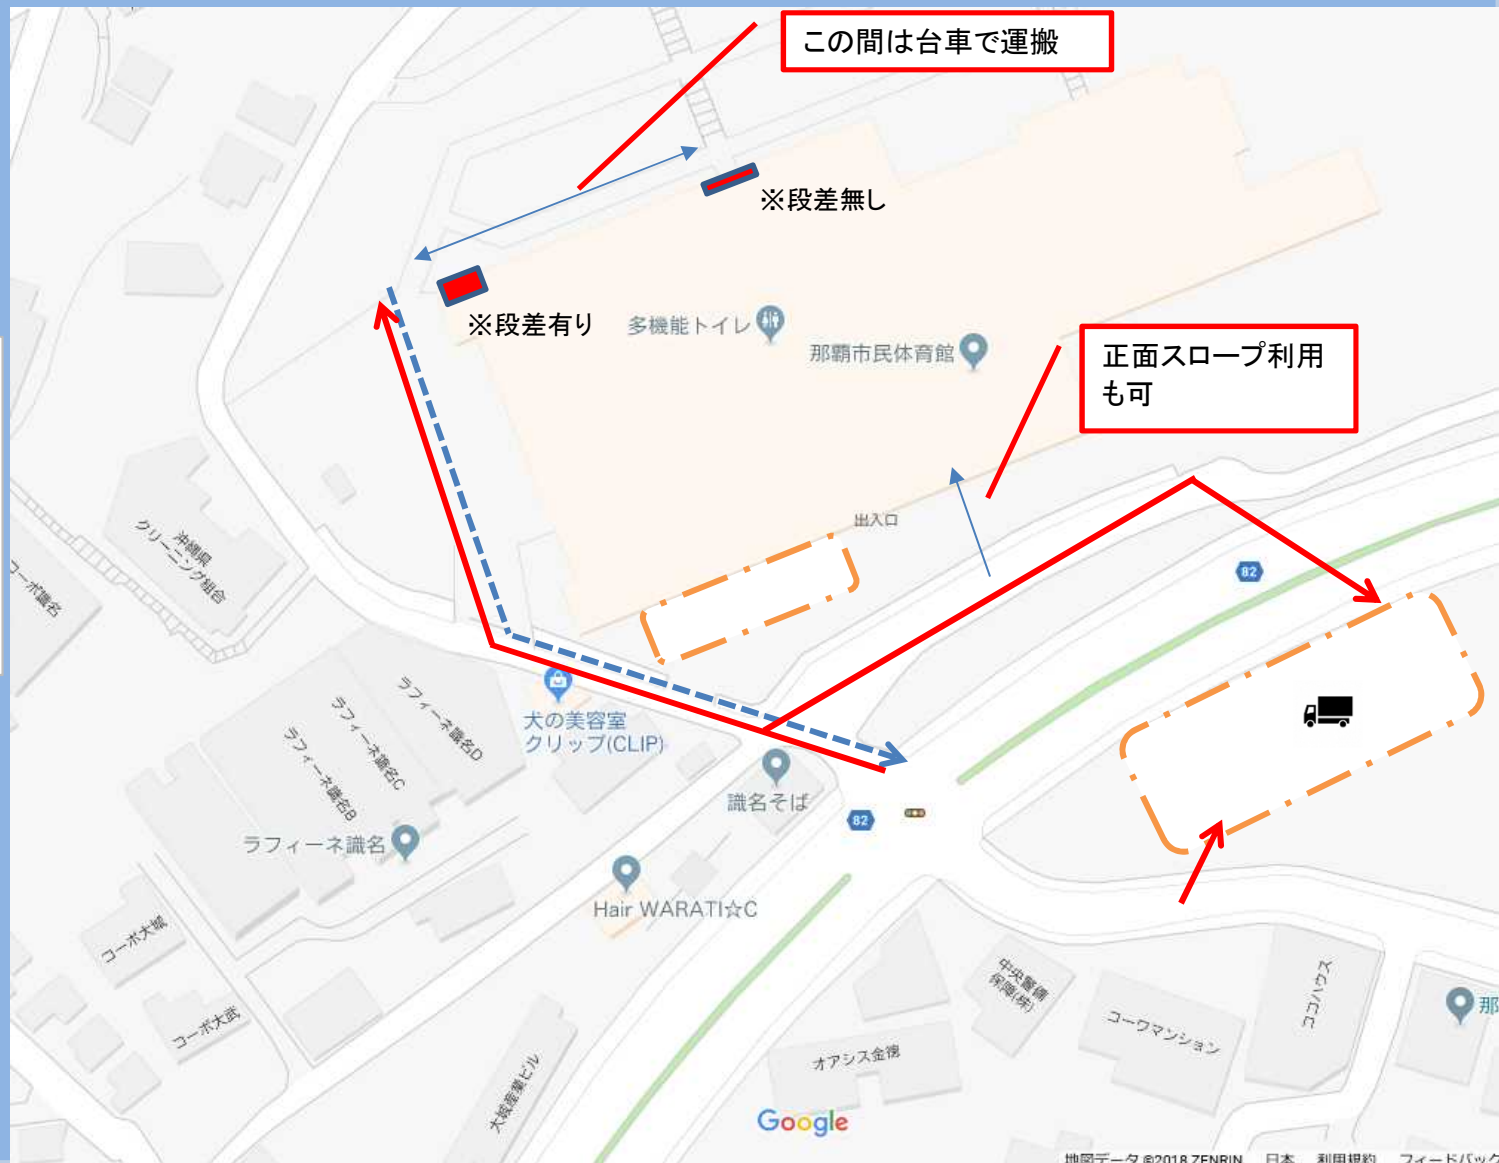 この間は台車で運搬
※段差無し
※段差有り
多機能トイレ
那覇市民体育館
正面スロープ利用
も可
出入口
82
沖縄県
クリーニング組合
コーポ識名
犬の美容室
クリップ(CLIP)
ラフィーネ識名D
ラフィーネ識名C
ラフィーネ識名B
ラフィーネ識名
識名そば
82
Hair WARATI☆C
コーポ大武
コーポ大武
大城産業ビル
オアシス金徳
中央警備
保障(株)
コーワマンション
ココハウス
那
Google
地図データ ©2018 ZENRIN 日本 利用規約 フィードバック